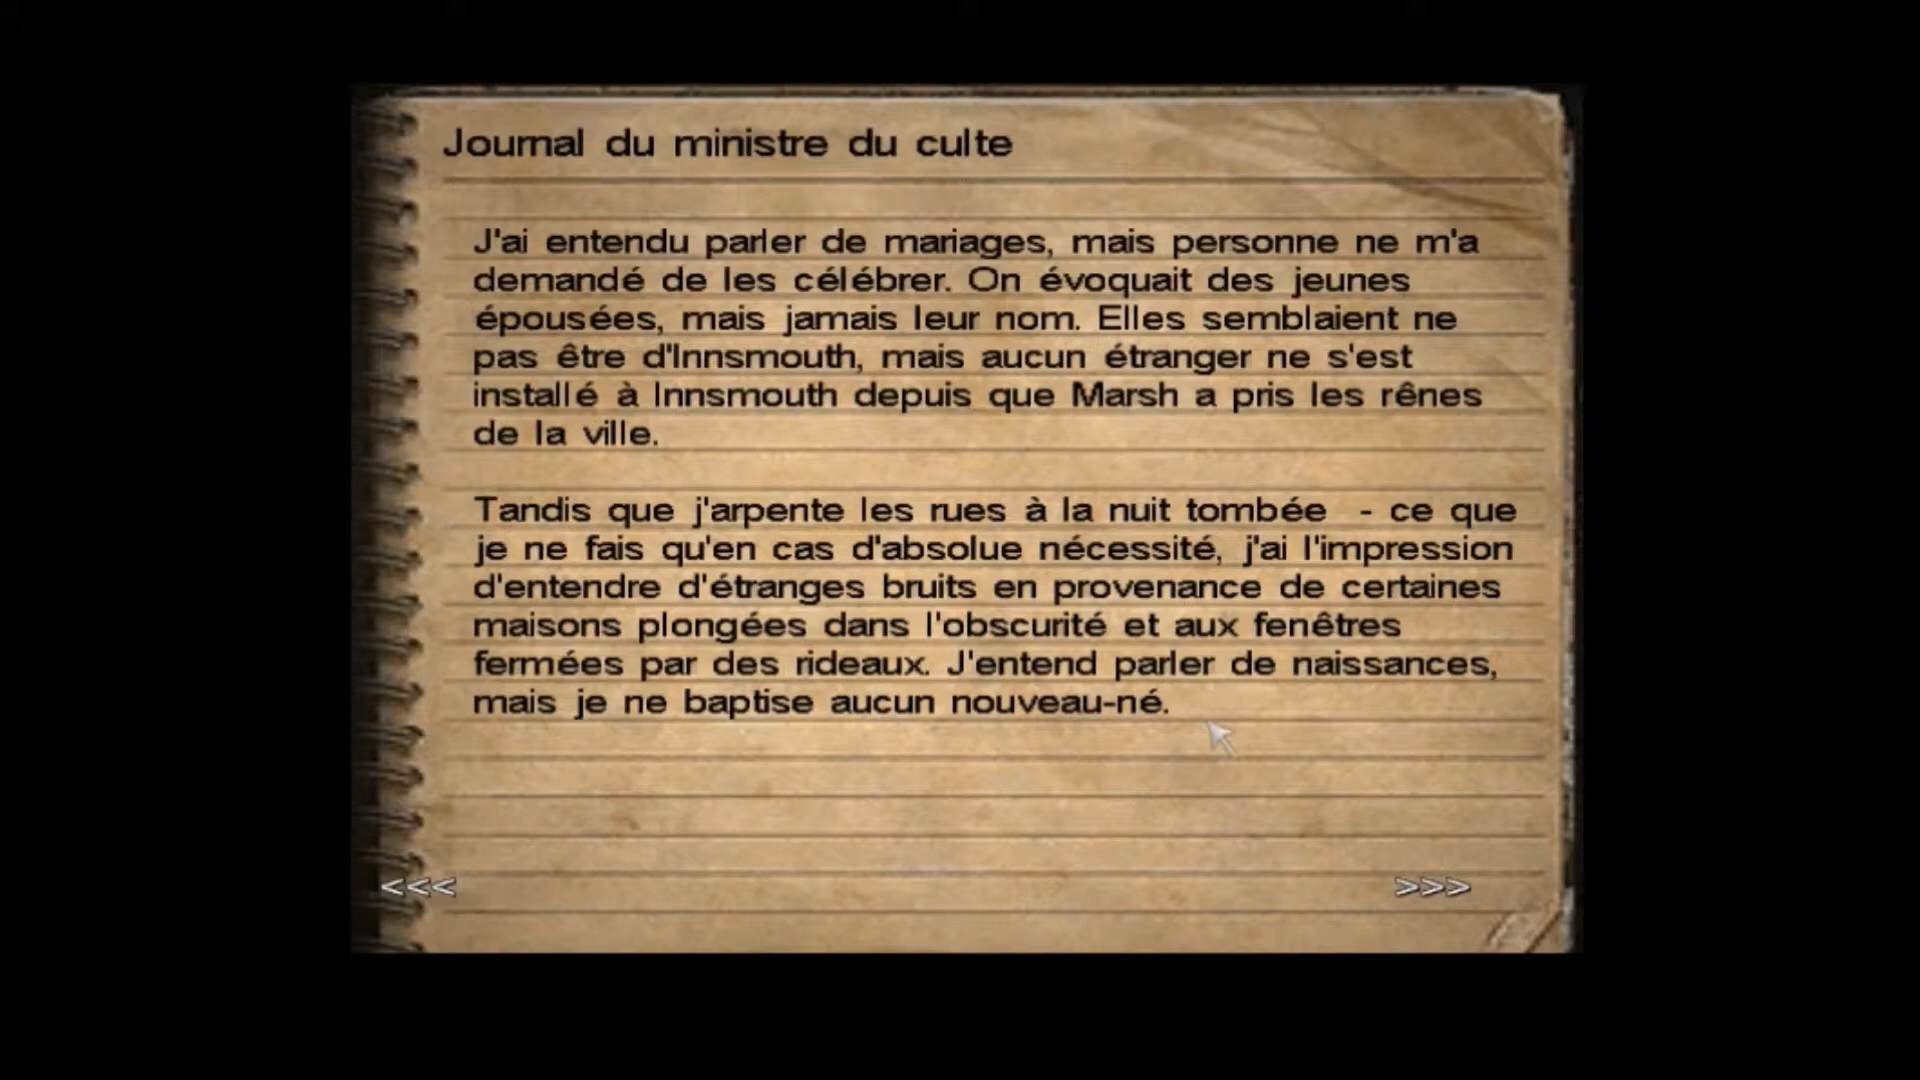 Journal du ministre du culte
J'ai entendu parler de mariages, mais personne ne m'a
demandé de les célébrer. On évoquait des jeunes
épousées, mais jamais leur nom. Elles semblaient ne
pas être d'Innsmouth, mais aucun étranger ne s'est
installé à Innsmouth depuis que Marsh a pris les rênes
de la ville.
Tandis que j'arpente les rues à la nuit tombée - ce que
je ne fais qu'en cas d'absolue nécessité, j'ai l'impression
d'entendre d'étranges bruits en provenance de certaines
maisons plongées dans l'obscurité et aux fenêtres
fermées par des rideaux. J'entend parler de naissances,
mais je ne baptise aucun nouveau-né.
<<< >>>